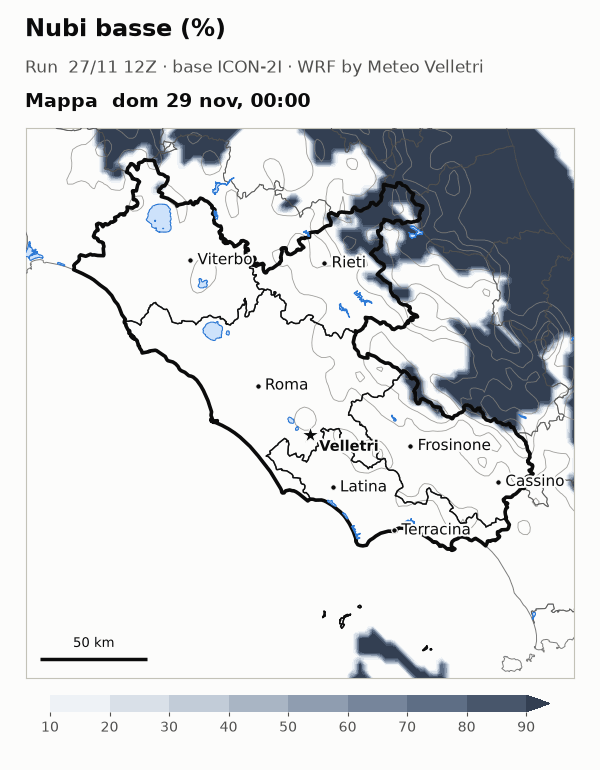 Nubi basse (%)
Run  27/11 12Z · base ICON-2I · WRF by Meteo Velletri
Mappa  dom 29 nov, 00:00
Viterbo
Rieti
Roma
Velletri
Frosinone
Cassino
Latina
Terracina
50 km
10 20 30 40 50 60 70 80 90